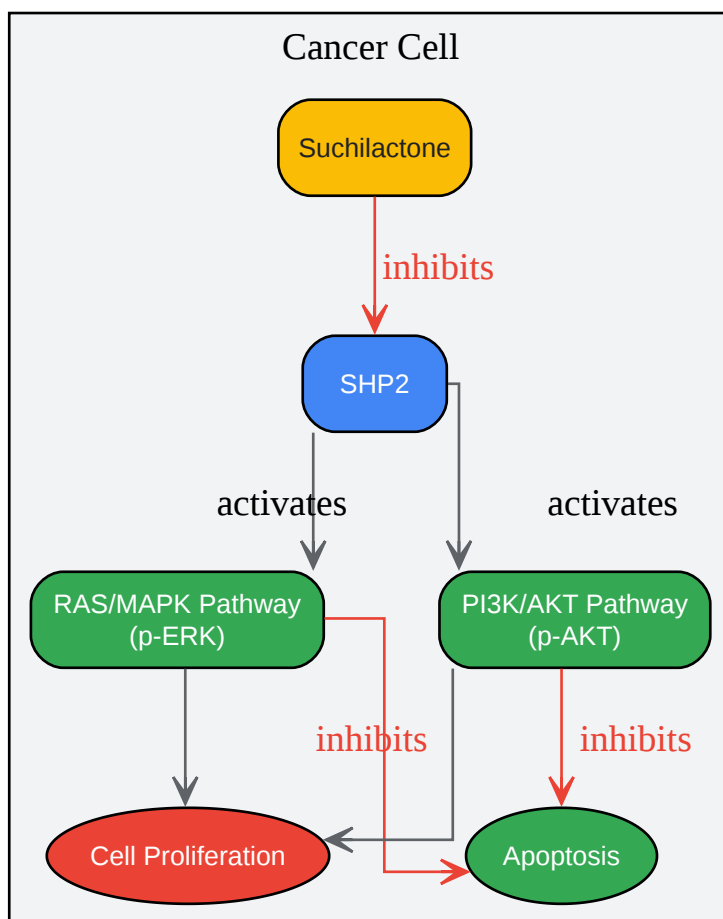 Cancer Cell
Suchilactone
inhibits
SHP2
activates
activates
RAS/MAPK Pathway
(p-ERK)
PI3K/AKT Pathway
(p-AKT)
inhibits
inhibits
Cell Proliferation
Apoptosis